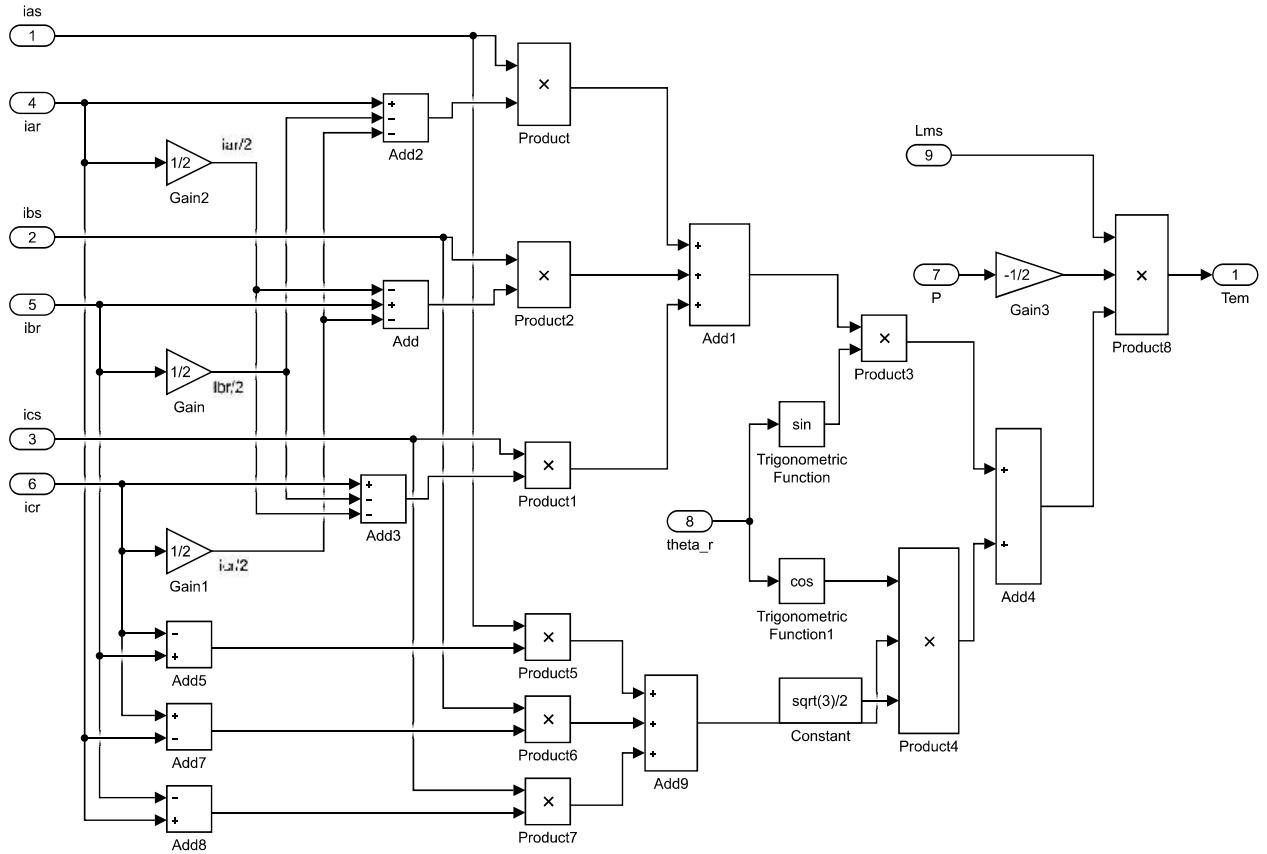 ias
1
4
iar
1/2
iar/2
Gain2
+
−
−
Add2
×
Product
ibs
2
5
ibr
−
+
−
Add
×
Product2
1/2
Ibr/2
Gain
ics
3
6
icr
+
−
−
Add3
×
Product1
1/2
Gain1
+
+
+
Add1
×
Product3
sin
Trigonometric
Function
8
theta_r
cos
Trigonometric
Function1
−
+
Add5
×
Product5
+
−
Add7
×
Product6
−
+
Add8
×
Product7
+
+
+
Add9
sqrt(3)/2
Constant
×
Product4
+
+
Add4
Lms
9
7
P
-1/2
Gain3
×
Product8
1
Tem